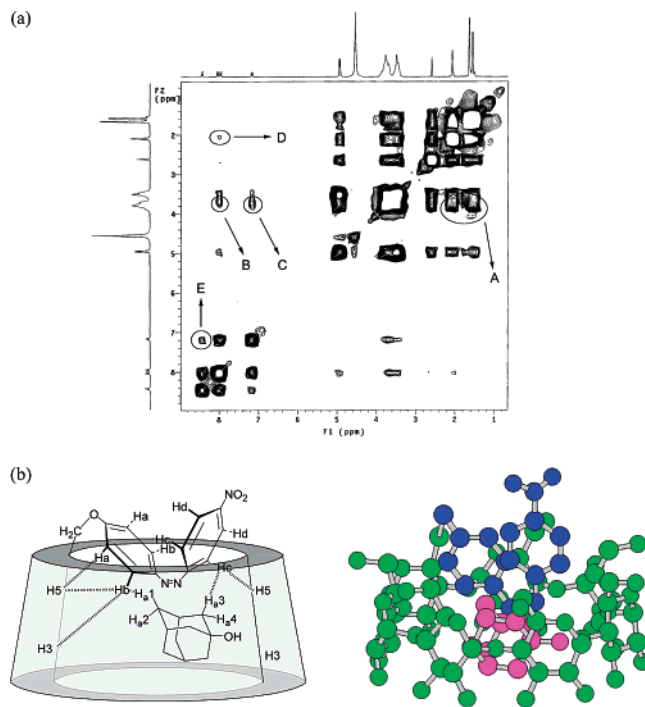 (a)
F2
(ppm)
2
3
4
5
6
7
8
D
B
C
A
E
8
7
6
5
4
3
2
1
F1 (ppm)
(b)
NO₂
Hd
O
Ha
Hd
H₂C
Hc
Hb
Ha
N=N
Hc
H5
Hb
Hₐ1
Hₐ3
H5
Hₐ2
Hₐ4
OH
H3
H3